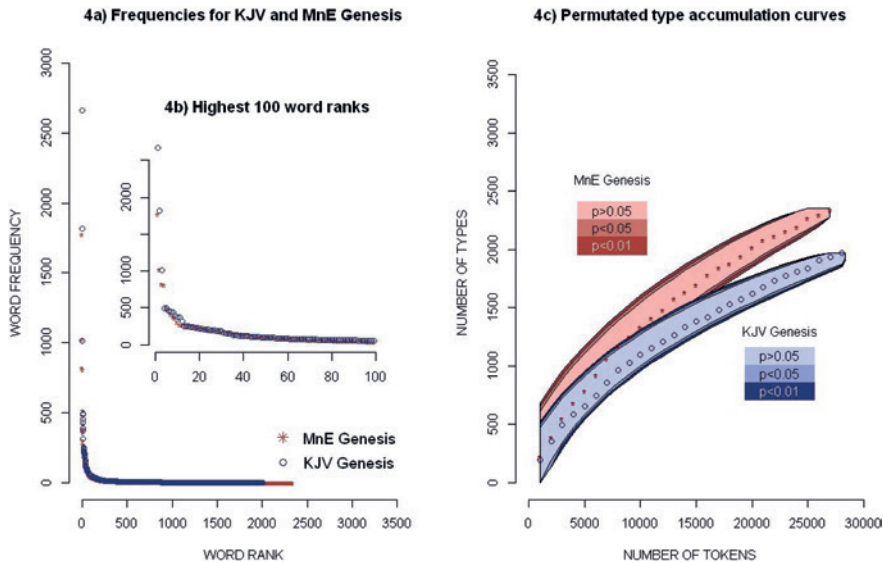 4a) Frequencies for KJV and MnE Genesis
WORD FREQUENCY
3000
2500
2000
1500
1000
500
0
4b) Highest 100 word ranks
2000
1000
500
0
0 20 40 60 80 100
MnE Genesis
KJV Genesis
0 500 1000 1500 2000 2500 3000 3500
WORD RANK
4c) Permutated type accumulation curves
NUMBER OF TYPES
3500
3000
2500
2000
1500
1000
500
0
MnE Genesis
p>0.05
p<0.05
p<0.01
KJV Genesis
p>0.05
p<0.05
p<0.01
0 5000 10000 15000 20000 25000 30000
NUMBER OF TOKENS